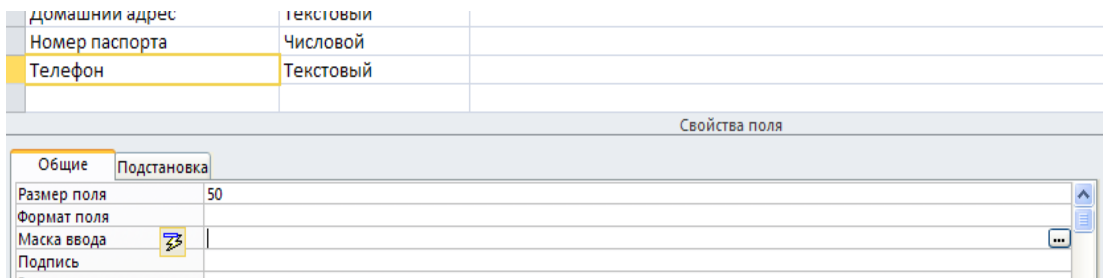 Домашний адрес Текстовый
Номер паспорта Числовой
Телефон Текстовый
Свойства поля
Общие Подстановка
Размер поля 50
Формат поля
Маска ввода
Подпись